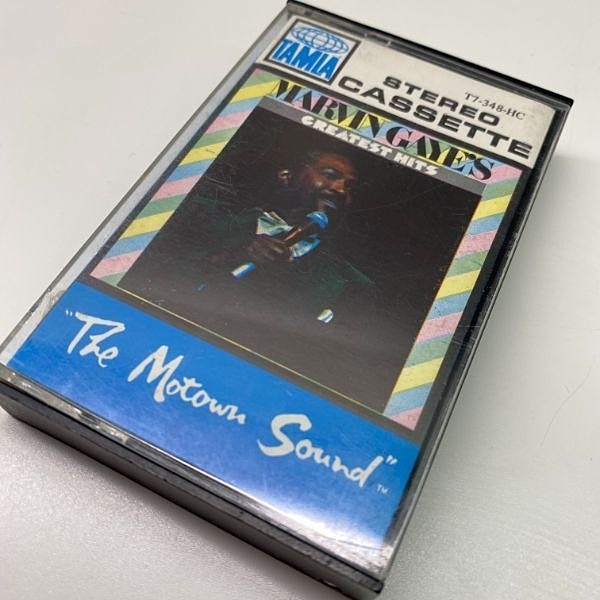 TAMLA
STEREO
CASSETTE
T7-348-HC
MARVIN GAYE'S
GREATEST HITS
"The Motown Sound"
TM